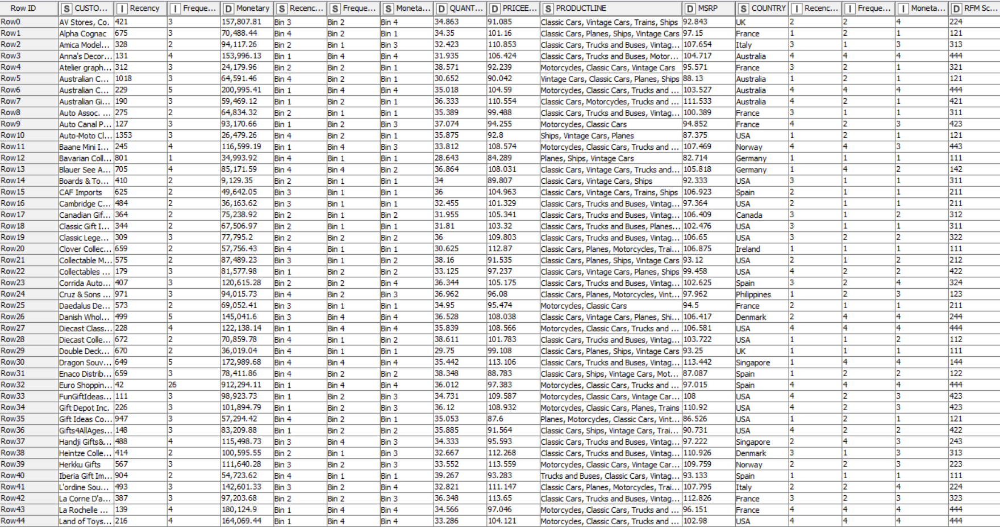 Row ID S CUSTO... I Recency I Freque... D Monetary S Recenc... S Freque... S Moneta... D QUANT... D PRICEE... S PRODUCTLINE D MSRP S COUNTRY I Recenc... I Freque... I Moneta... D RFM Sc...
Row0 AV Stores, Co. 421 3 157,807.81 Bin 3 Bin 2 Bin 4 34.863 91.085 Classic Cars, Vintage Cars, Trains, Ships 92.843 UK 2 2 4 224
Row1 Alpha Cognac 675 3 70,488.44 Bin 4 Bin 2 Bin 1 34.35 101.16 Classic Cars, Planes, Ships, Vintage Cars 97.15 France 1 2 1 121
Row2 Amica Model... 328 2 94,117.26 Bin 2 Bin 1 Bin 3 32.423 110.853 Classic Cars, Trucks and Buses, Vintag... 107.654 Italy 3 1 3 313
Row3 Anna's Decor... 131 4 153,996.13 Bin 1 Bin 4 Bin 4 31.935 106.424 Classic Cars, Trucks and Buses, Motor... 104.717 Australia 4 4 4 444
Row4 Atelier graph... 312 3 24,179.96 Bin 2 Bin 2 Bin 1 38.571 92.239 Motorcycles, Classic Cars, Vintage Cars 95.571 France 3 2 1 321
Row5 Australian C... 1018 3 64,591.46 Bin 4 Bin 2 Bin 1 30.652 90.042 Vintage Cars, Classic Cars, Planes, Ships 88.13 Australia 1 2 1 121
Row6 Australian C... 229 5 200,995.41 Bin 1 Bin 4 Bin 4 35.018 104.59 Motorcycles, Classic Cars, Trucks and ... 103.527 Australia 4 4 4 444
Row7 Australian Gi... 190 3 59,469.12 Bin 1 Bin 2 Bin 1 36.333 110.554 Classic Cars, Motorcycles, Trucks and ... 111.533 Australia 4 2 1 421
Row8 Auto Assoc. ... 275 2 64,834.32 Bin 2 Bin 1 Bin 1 35.389 99.488 Classic Cars, Trucks and Buses, Vintag... 100.389 France 3 1 1 311
Row9 Auto Canal P... 127 3 93,170.66 Bin 1 Bin 2 Bin 3 37.074 94.255 Motorcycles, Classic Cars 94.852 France 4 2 3 423
Row10 Auto-Moto Cl... 1353 3 26,479.26 Bin 4 Bin 2 Bin 1 35.875 92.8 Ships, Vintage Cars, Planes 87.375 USA 1 2 1 121
Row11 Baane Mini I... 245 4 116,599.19 Bin 1 Bin 4 Bin 3 33.812 108.574 Motorcycles, Classic Cars, Trucks and ... 107.469 Norway 4 4 3 443
Row12 Bavarian Coll... 801 1 34,993.92 Bin 4 Bin 1 Bin 1 28.643 84.289 Planes, Ships, Vintage Cars 82.714 Germany 1 1 1 111
Row13 Blauer See A... 705 4 85,171.59 Bin 4 Bin 4 Bin 2 36.864 108.031 Classic Cars, Vintage Cars, Trucks and... 105.818 Germany 1 4 2 142
Row14 Boards & To... 410 2 9,129.35 Bin 2 Bin 1 Bin 1 34 89.807 Classic Cars, Vintage Cars, Ships 92.333 USA 3 1 1 311
Row15 CAF Imports 625 2 49,642.05 Bin 3 Bin 1 Bin 1 36 104.963 Classic Cars, Vintage Cars, Trains, Ships 106.923 Spain 2 1 1 211
Row16 Cambridge C... 484 2 36,163.62 Bin 3 Bin 1 Bin 1 32.455 101.329 Classic Cars, Trucks and Buses, Vintag... 97.364 USA 2 1 1 211
Row17 Canadian Gif... 364 2 75,238.92 Bin 2 Bin 1 Bin 2 31.955 105.341 Classic Cars, Trucks and Buses, Vintag... 106.409 Canada 3 1 2 312
Row18 Classic Gift I... 344 2 67,506.97 Bin 2 Bin 1 Bin 1 31.81 103.32 Classic Cars, Trucks and Buses, Planes... 102.476 USA 3 1 1 311
Row19 Classic Lege... 309 3 77,795.2 Bin 2 Bin 2 Bin 2 36 109.803 Classic Cars, Trucks and Buses, Vintag... 106.65 USA 3 2 2 322
Row20 Clover Collec... 659 2 57,756.43 Bin 4 Bin 1 Bin 1 30.625 112.87 Classic Cars, Planes, Motorcycles, Trai... 106.875 Ireland 1 1 1 111
Row21 Collectable M... 575 2 87,489.23 Bin 3 Bin 1 Bin 2 38.16 91.535 Classic Cars, Planes, Ships, Vintage Cars 93.12 USA 2 1 2 212
Row22 Collectables ... 179 3 81,577.98 Bin 1 Bin 2 Bin 2 33.125 97.237 Classic Cars, Vintage Cars, Planes, Ships 99.458 USA 4 2 2 422
Row23 Corrida Auto... 407 3 120,615.28 Bin 2 Bin 2 Bin 4 36.344 105.175 Classic Cars, Trucks and Buses, Vintag... 102.625 Spain 3 2 4 324
Row24 Cruz & Sons ... 971 3 94,015.73 Bin 4 Bin 2 Bin 3 36.962 96.08 Classic Cars, Planes, Motorcycles, Vint... 97.962 Philippines 1 2 3 123
Row25 Daedalus De... 573 2 69,052.41 Bin 3 Bin 1 Bin 1 34.95 95.474 Motorcycles, Classic Cars 94.5 France 2 1 1 211
Row26 Danish Whol... 499 5 145,041.6 Bin 3 Bin 4 Bin 4 36.528 108.038 Classic Cars, Vintage Cars, Planes, Shi... 106.417 Denmark 2 4 4 244
Row27 Diecast Class... 228 4 122,138.14 Bin 1 Bin 4 Bin 4 35.839 108.566 Motorcycles, Classic Cars, Trucks and ... 106.581 USA 4 4 4 444
Row28 Diecast Colle... 672 2 70,859.78 Bin 4 Bin 1 Bin 2 38.611 101.783 Classic Cars, Trucks and Buses, Vintag... 103.722 USA 1 1 2 112
Row29 Double Deck... 670 2 36,019.04 Bin 4 Bin 1 Bin 1 29.75 99.108 Classic Cars, Planes, Ships, Vintage Cars 93.25 UK 1 1 1 111
Row30 Dragon Souv... 649 5 172,989.68 Bin 4 Bin 4 Bin 4 35.442 113.106 Classic Cars, Trucks and Buses, Vintag... 113.442 Singapore 1 4 4 144
Row31 Enaco Distrib... 659 3 78,411.86 Bin 4 Bin 2 Bin 2 38.348 88.783 Classic Cars, Ships, Vintage Cars, Mot... 87.087 Spain 1 2 2 122
Row32 Euro Shoppin... 42 26 912,294.11 Bin 1 Bin 4 Bin 4 36.012 97.383 Motorcycles, Classic Cars, Trucks and ... 97.015 Spain 4 4 4 444
Row33 FunGiftIdeas... 111 3 98,923.73 Bin 1 Bin 2 Bin 3 34.731 109.587 Motorcycles, Classic Cars, Vintage Car... 108 USA 4 2 3 423
Row34 Gift Depot Inc. 226 3 101,894.79 Bin 1 Bin 2 Bin 3 36.12 108.932 Motorcycles, Classic Cars, Planes, Trains 110.92 USA 4 2 3 423
Row35 Gift Ideas Co... 947 3 57,294.42 Bin 4 Bin 2 Bin 1 35.053 87.6 Planes, Motorcycles, Classic Cars, Vint... 86.526 USA 1 2 1 121
Row36 Gifts4AllAges... 148 3 83,209.88 Bin 1 Bin 2 Bin 2 35.885 91.564 Classic Cars, Ships, Vintage Cars, Trai... 90.731 USA 4 2 2 422
Row37 Handji Gifts&... 488 4 115,498.73 Bin 3 Bin 4 Bin 3 34.333 95.593 Classic Cars, Trucks and Buses, Vintag... 97.222 Singapore 2 4 3 243
Row38 Heintze Colle... 414 2 100,595.55 Bin 2 Bin 1 Bin 3 32.667 112.268 Classic Cars, Trucks and Buses, Vintag... 110.926 Denmark 3 1 3 313
Row39 Herkku Gifts 567 3 111,640.28 Bin 3 Bin 2 Bin 3 33.552 113.559 Motorcycles, Classic Cars, Vintage Car... 109.759 Norway 2 2 3 223
Row40 Iberia Gift Im... 904 2 54,723.62 Bin 4 Bin 1 Bin 1 39.267 93.283 Trucks and Buses, Classic Cars, Vintag... 93.133 Spain 1 1 1 111
Row41 L'ordine Sou... 493 3 142,601.33 Bin 3 Bin 2 Bin 4 32.821 111.147 Classic Cars, Planes, Motorcycles, Trai... 107.795 Italy 2 2 4 224
Row42 La Corne D'a... 387 3 97,203.68 Bin 2 Bin 2 Bin 3 36.348 113.65 Classic Cars, Trucks and Buses, Vintag... 112.826 France 3 2 3 323
Row43 La Rochelle ... 139 4 180,124.9 Bin 1 Bin 4 Bin 4 34.566 97.046 Motorcycles, Classic Cars, Trucks and ... 96.151 France 4 4 4 444
Row44 Land of Toys... 216 4 164,069.44 Bin 1 Bin 4 Bin 4 33.286 104.121 Motorcycles, Classic Cars, Trucks and ... 102.98 USA 4 4 4 444